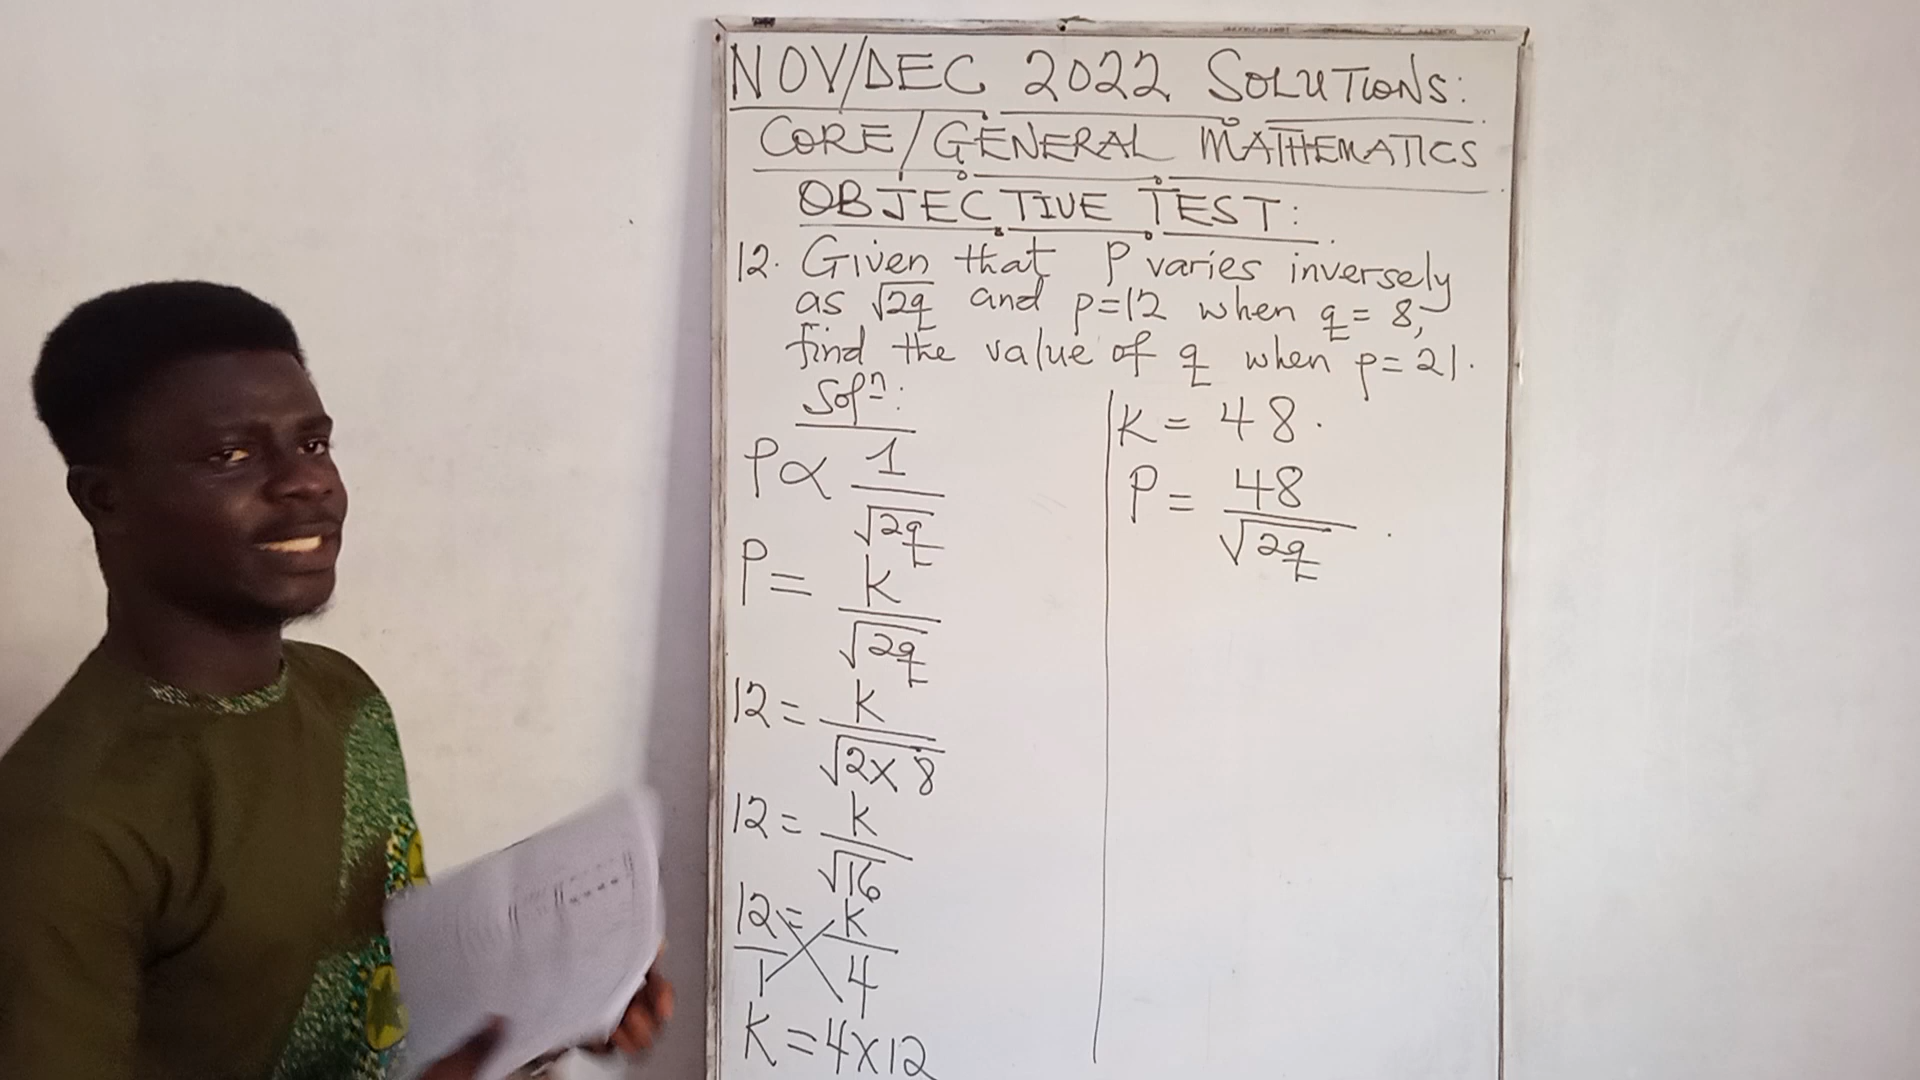 NOV/DEC 2022 SOLUTIONS:
CORE/GENERAL MATHEMATICS
OBJECTIVE TEST:
12. Given that P varies inversely
as √2q and p=12 when q= 8,
find the value of q when p=21.
Solⁿ:
P∝ 1/√2q
P= K/√2q
12= K/√2×8
12= K/√16
12/1= K/4
K=4×12
K= 48.
P= 48/√2q